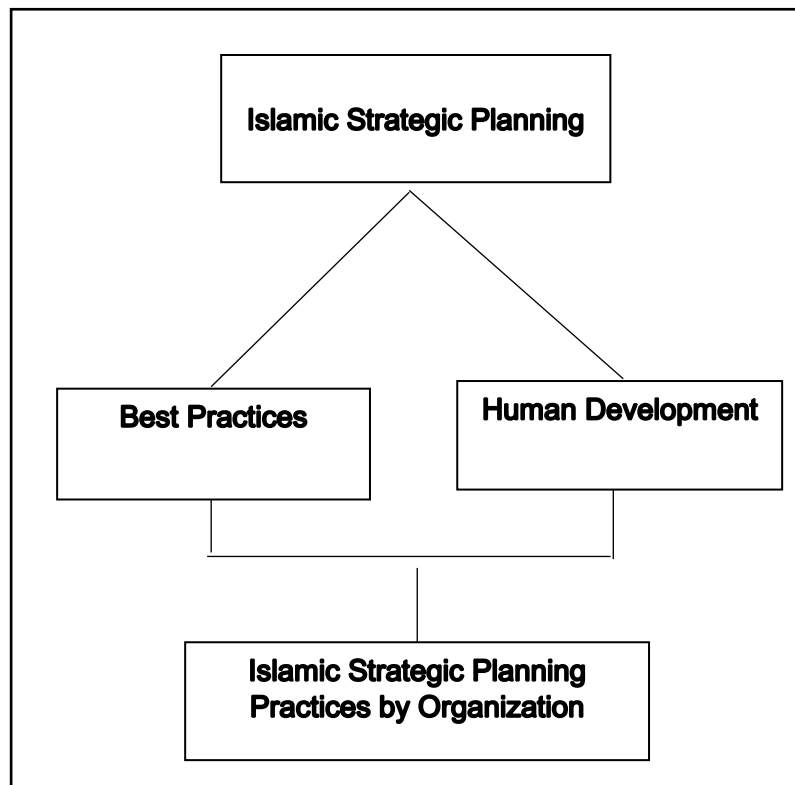 Islamic Strategic Planning
Best Practices
Human Development
Islamic Strategic Planning
Practices by Organization